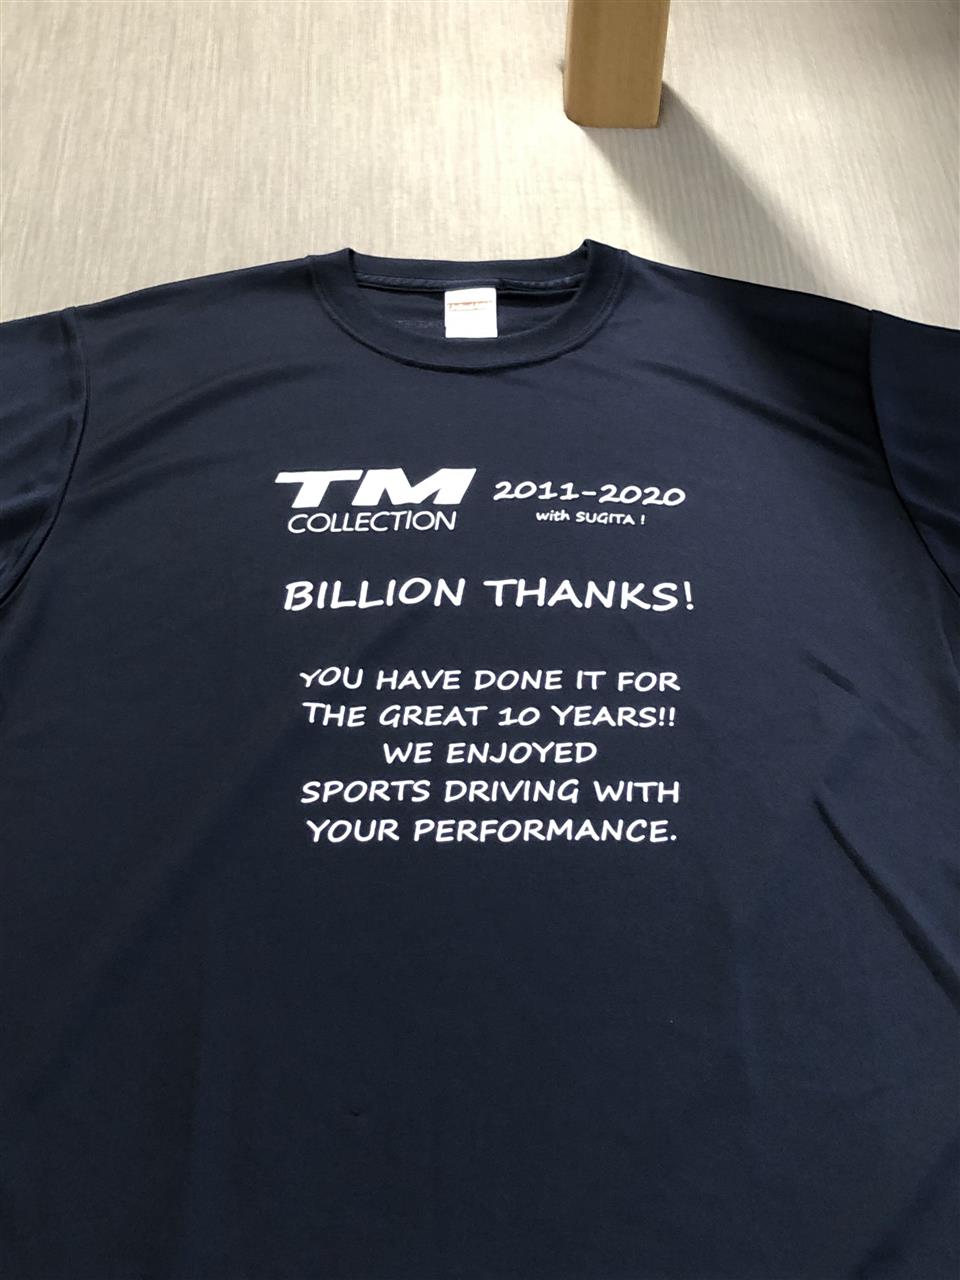 TM 2011-2020
COLLECTION with SUGITA !
BILLION THANKS!
YOU HAVE DONE IT FOR
THE GREAT 10 YEARS!!
WE ENJOYED
SPORTS DRIVING WITH
YOUR PERFORMANCE.